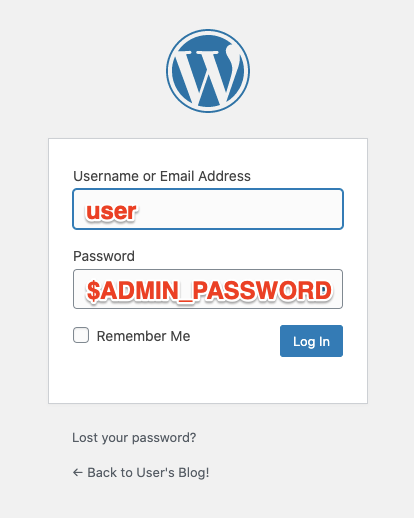 Username or Email Address
user
Password
$ADMIN_PASSWORD
Remember Me
Log In
Lost your password?
← Back to User's Blog!